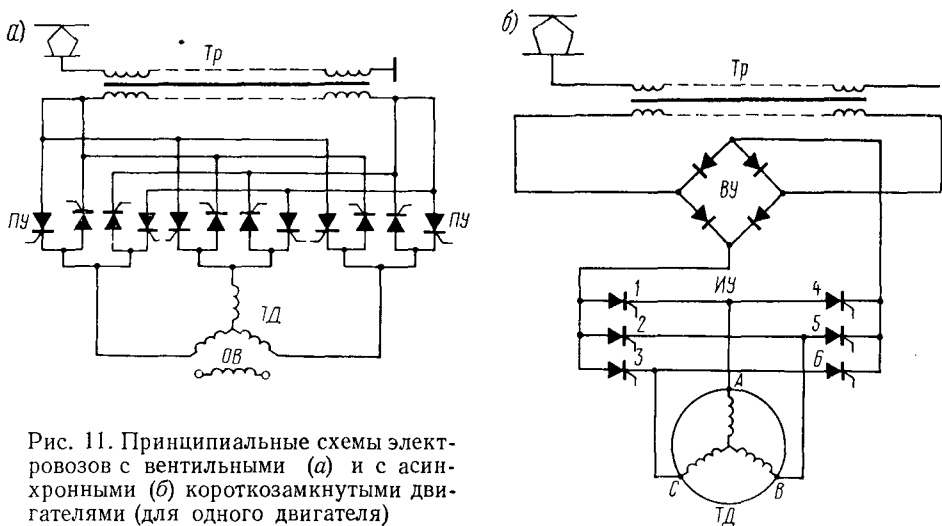 а)
Тр
ПУ
ПУ
ТД
ОВ
б)
Тр
ВУ
ИУ
1
4
2
5
3
6
А
С
В
ТД
Рис. 11. Принципиальные схемы элект-
ровозов с вентильными (а) и с асин-
хронными (б) короткозамкнутыми дви-
гателями (для одного двигателя)